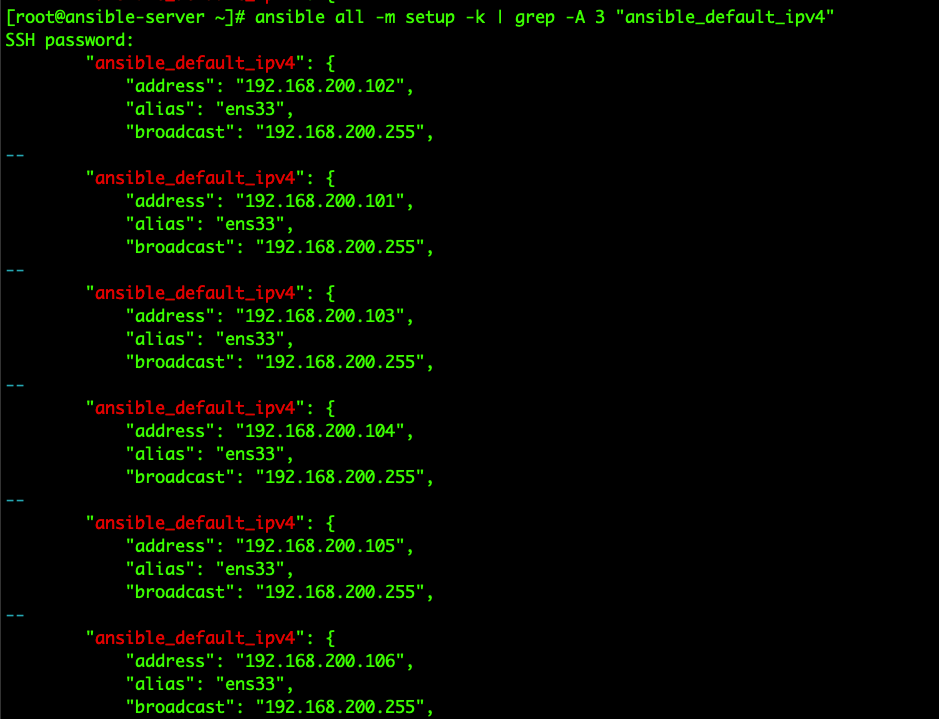 [root@ansible-server ~]# ansible all -m setup -k | grep -A 3 "ansible_default_ipv4"
SSH password:
        "ansible_default_ipv4": {
            "address": "192.168.200.102",
            "alias": "ens33",
            "broadcast": "192.168.200.255",
--
        "ansible_default_ipv4": {
            "address": "192.168.200.101",
            "alias": "ens33",
            "broadcast": "192.168.200.255",
--
        "ansible_default_ipv4": {
            "address": "192.168.200.103",
            "alias": "ens33",
            "broadcast": "192.168.200.255",
--
        "ansible_default_ipv4": {
            "address": "192.168.200.104",
            "alias": "ens33",
            "broadcast": "192.168.200.255",
--
        "ansible_default_ipv4": {
            "address": "192.168.200.105",
            "alias": "ens33",
            "broadcast": "192.168.200.255",
--
        "ansible_default_ipv4": {
            "address": "192.168.200.106",
            "alias": "ens33",
            "broadcast": "192.168.200.255",